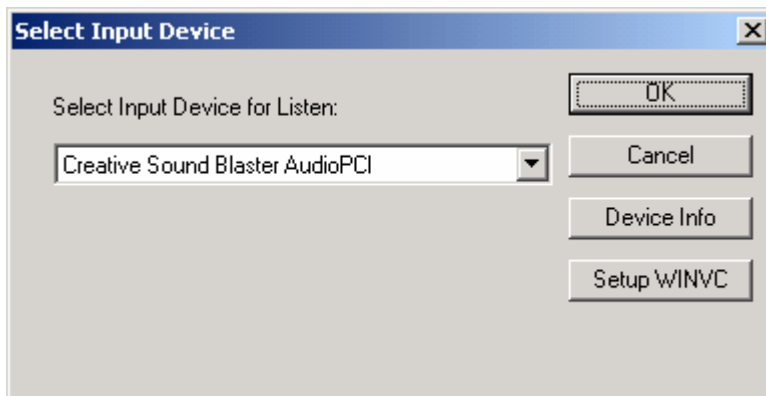 Select Input Device
Select Input Device for Listen:
Creative Sound Blaster AudioPCI
OK
Cancel
Device Info
Setup WINVC